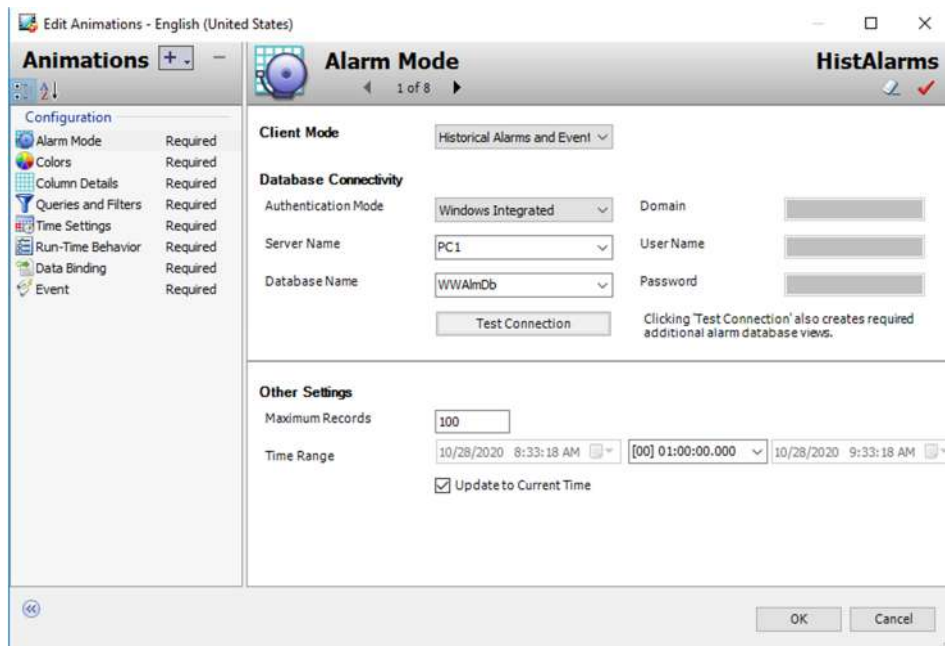 Edit Animations - English (United States)
Animations
Alarm Mode
HistAlarms
1 of 8
Configuration
Alarm Mode Required
Colors Required
Column Details Required
Queries and Filters Required
Time Settings Required
Run-Time Behavior Required
Data Binding Required
Event Required
Client Mode Historical Alarms and Event
Database Connectivity
Authentication Mode Windows Integrated Domain
Server Name PC1 User Name
Database Name WWAlmDb Password
Test Connection
Clicking 'Test Connection' also creates required
additional alarm database views.
Other Settings
Maximum Records 100
Time Range 10/28/2020 8:33:18 AM [00] 01:00:00.000 10/28/2020 9:33:18 AM
Update to Current Time
OK Cancel